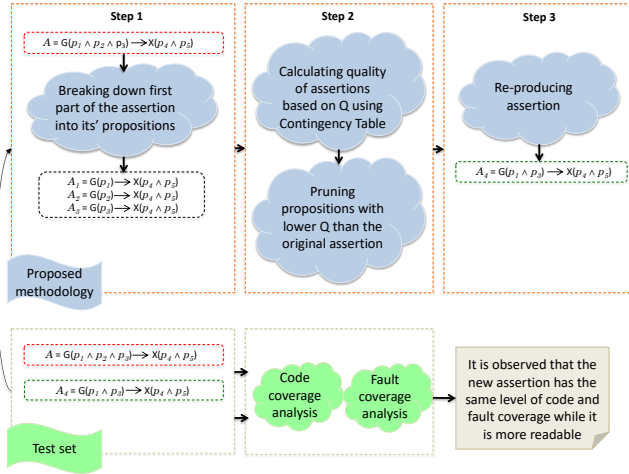 Step 1
A = G(p1 ∧ p2 ∧ p3) → X(p4 ∧ p5)
Breaking down first
part of the assertion
into its' propositions
A1 = G(p1) → X(p4 ∧ p5)
A2 = G(p2) → X(p4 ∧ p5)
A3 = G(p3) → X(p4 ∧ p5)
Proposed
methodology
Step 2
Calculating quality
of assertions
based on Q using
Contingency Table
Pruning
propositions with
lower Q than the
original assertion
Step 3
Re-producing
assertion
A4 = G(p1 ∧ p3) → X(p4 ∧ p5)
A = G(p1 ∧ p2 ∧ p3) → X(p4 ∧ p5)
A4 = G(p1 ∧ p3) → X(p4 ∧ p5)
Test set
Code
coverage
analysis
Fault
coverage
analysis
It is observed that the
new assertion has the
same level of code and
fault coverage while it
is more readable